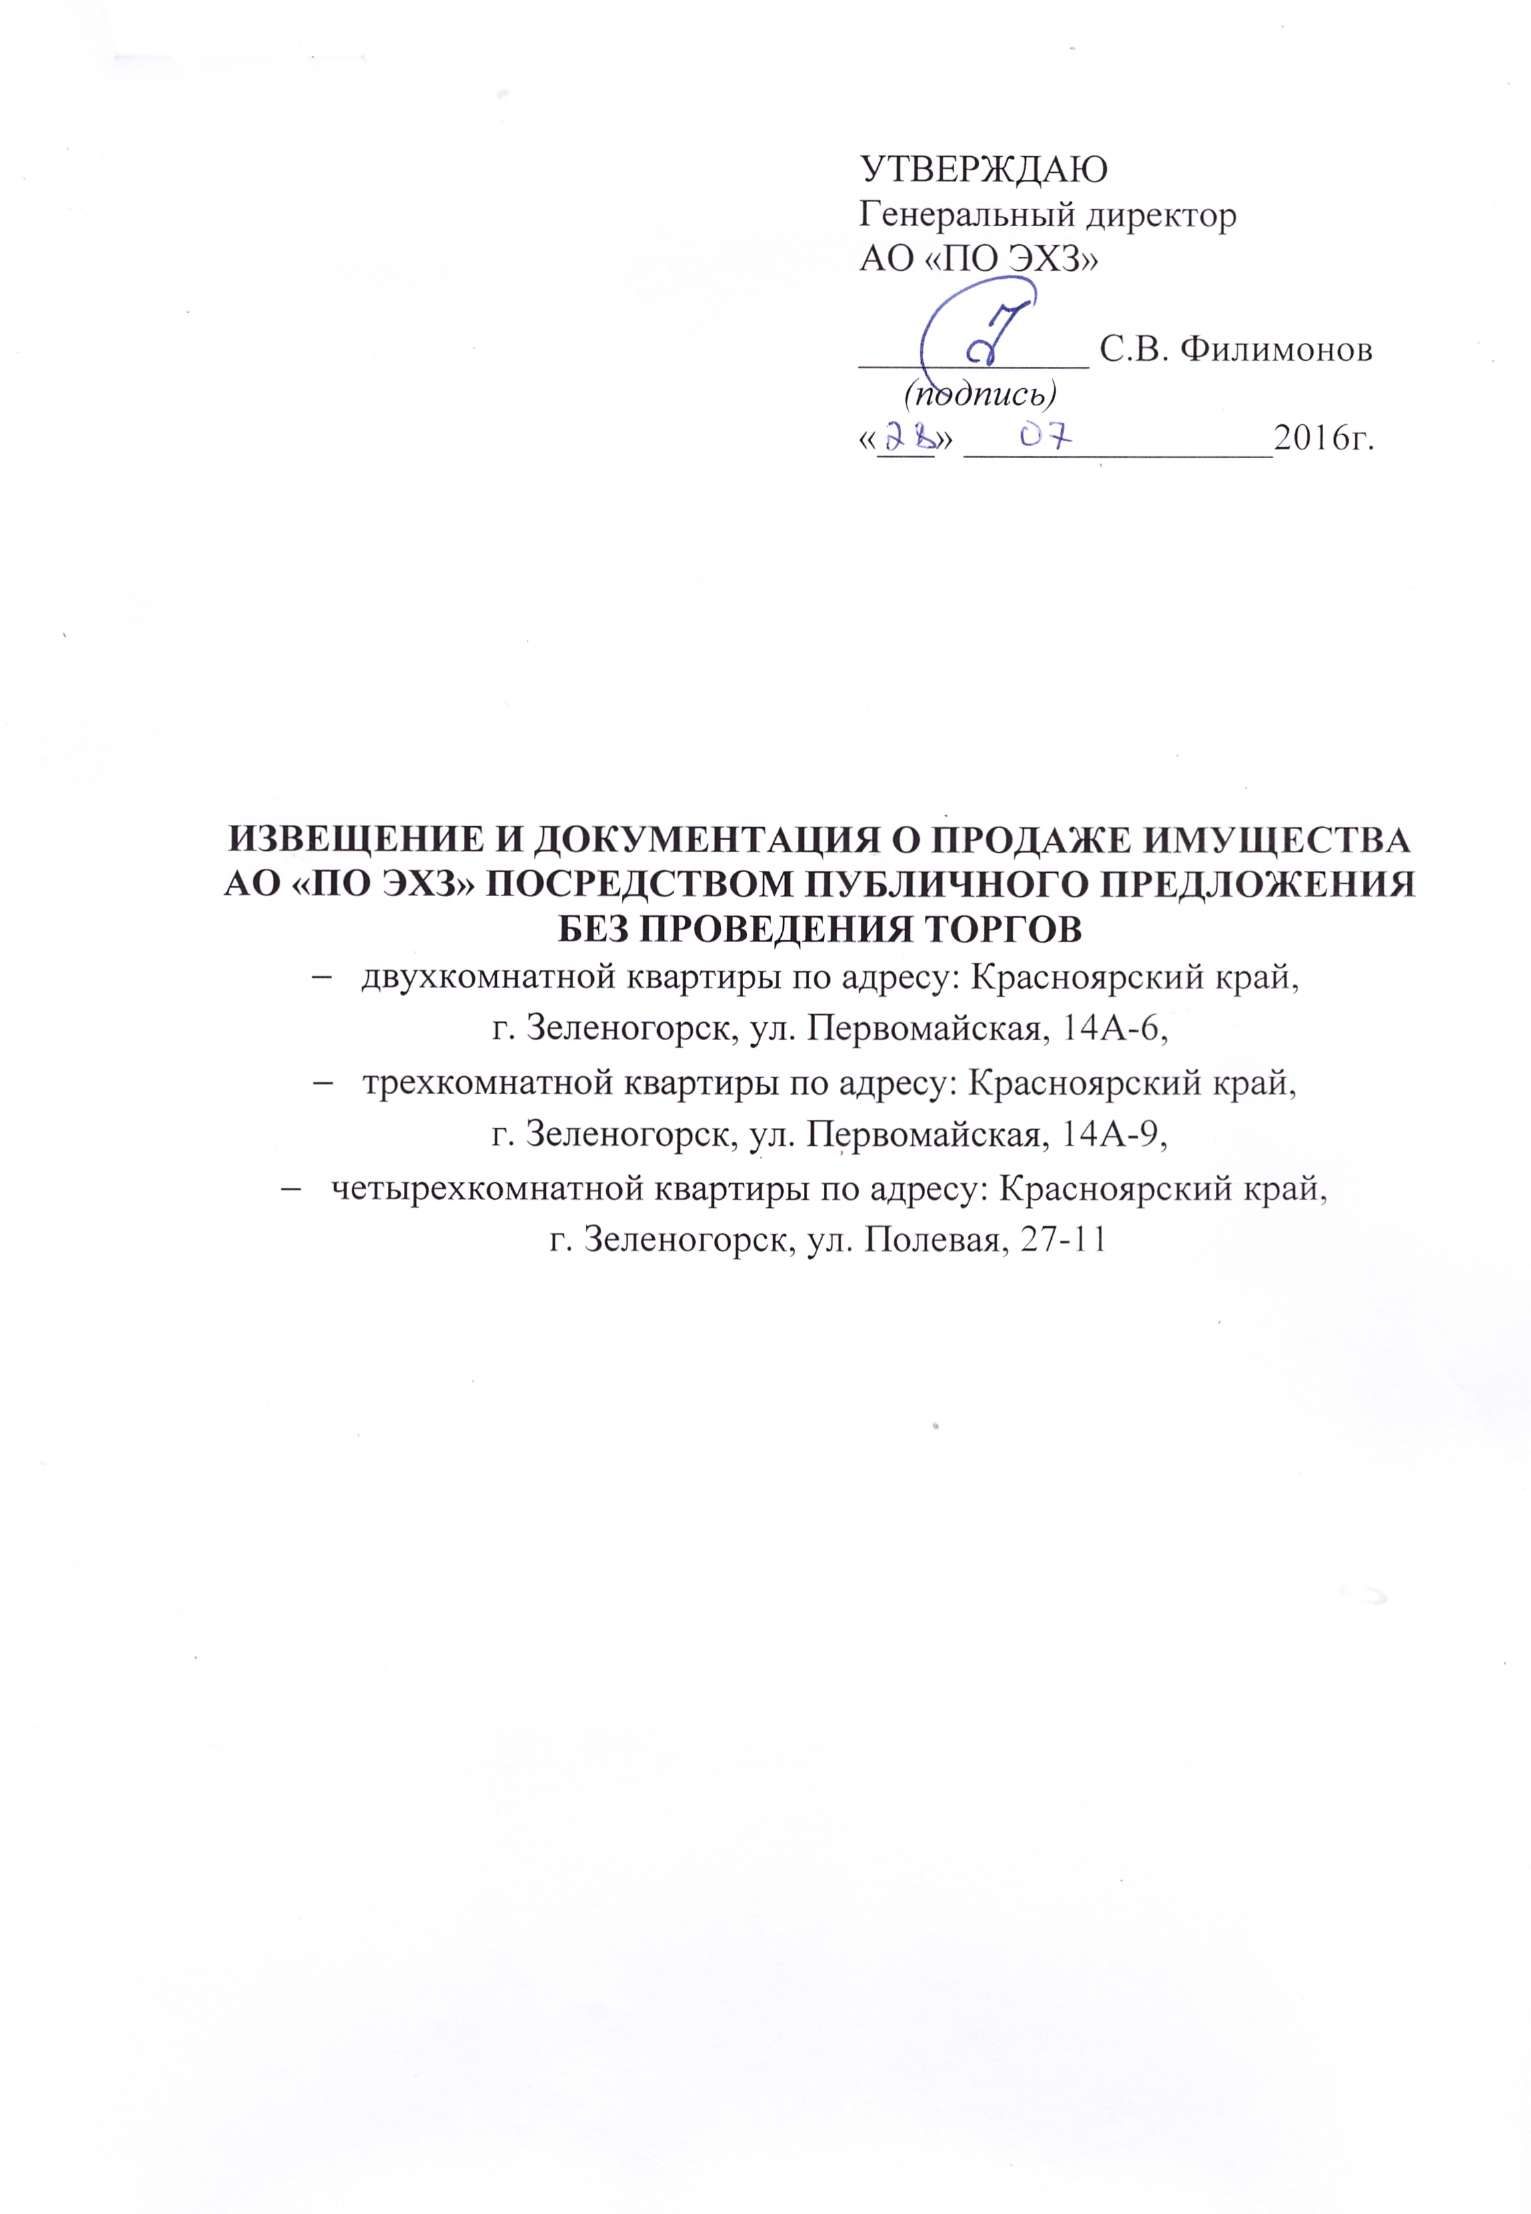 УТВЕРЖДАЮ
Генеральный директор
АО «ПО ЭХЗ»
С.В. Филимонов
(подпись)
«28» 07 2016г.
ИЗВЕЩЕНИЕ И ДОКУМЕНТАЦИЯ О ПРОДАЖЕ ИМУЩЕСТВА
АО «ПО ЭХЗ» ПОСРЕДСТВОМ ПУБЛИЧНОГО ПРЕДЛОЖЕНИЯ
БЕЗ ПРОВЕДЕНИЯ ТОРГОВ
– двухкомнатной квартиры по адресу: Красноярский край,
г. Зеленогорск, ул. Первомайская, 14А-6,
– трехкомнатной квартиры по адресу: Красноярский край,
г. Зеленогорск, ул. Первомайская, 14А-9,
– четырехкомнатной квартиры по адресу: Красноярский край,
г. Зеленогорск, ул. Полевая, 27-11